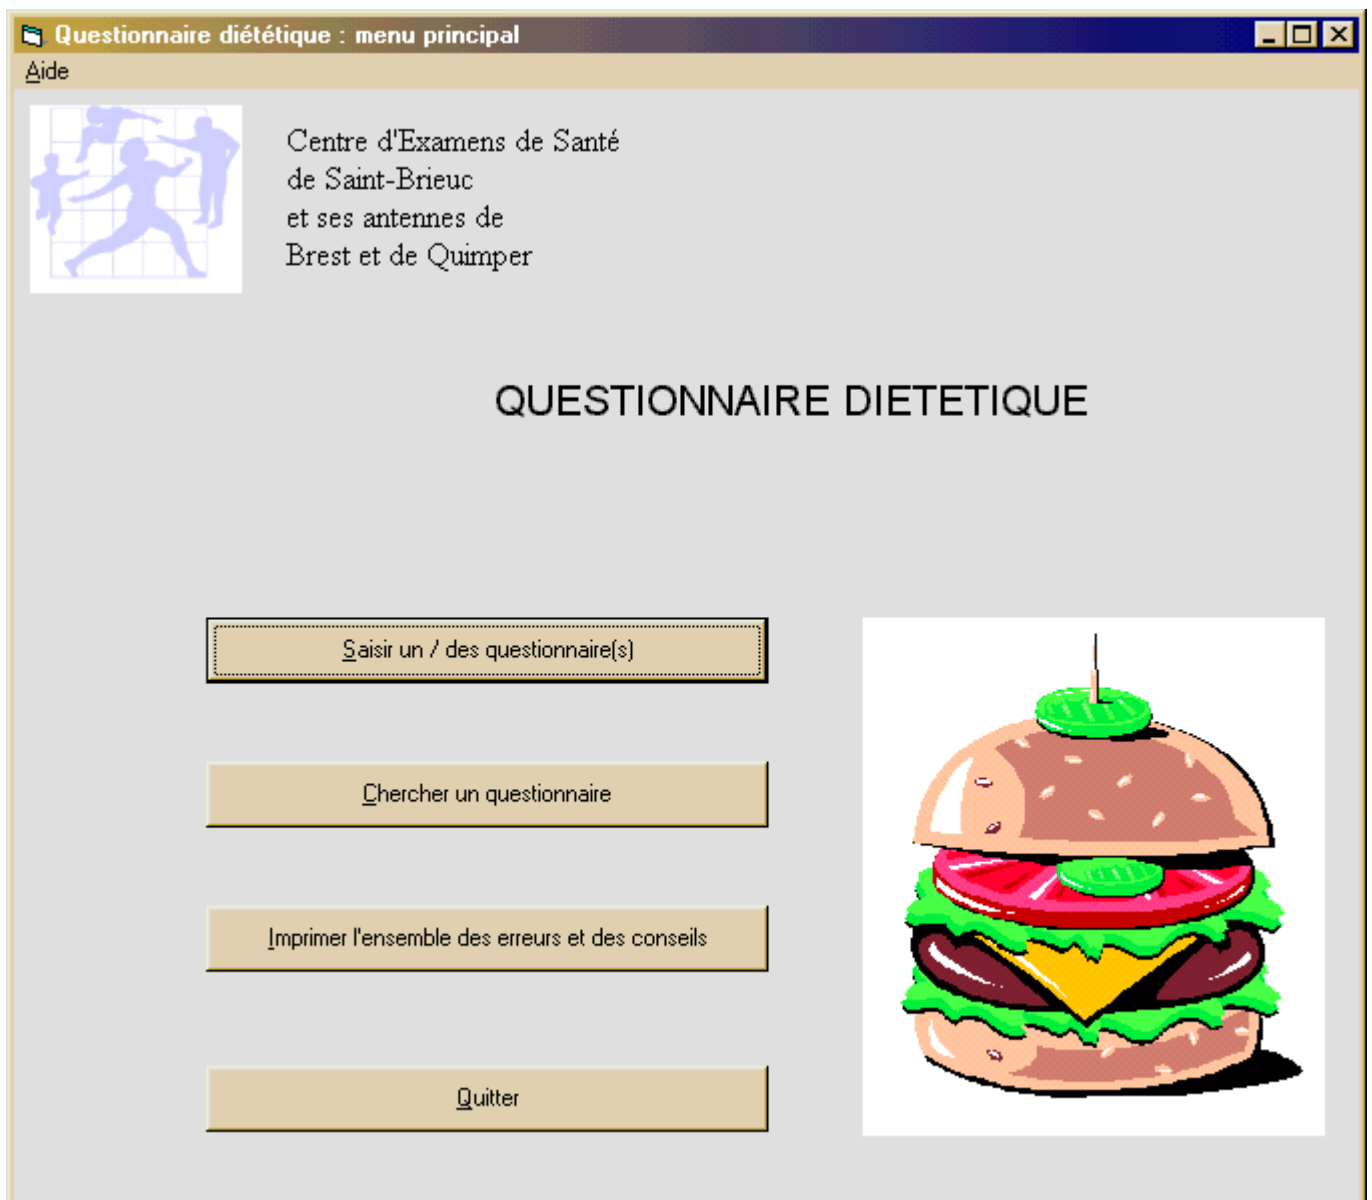 Questionnaire diététique : menu principal
Aide
Centre d'Examens de Santé
de Saint-Brieuc
et ses antennes de
Brest et de Quimper
QUESTIONNAIRE DIETETIQUE
Saisir un / des questionnaire(s)
Chercher un questionnaire
Imprimer l'ensemble des erreurs et des conseils
Quitter